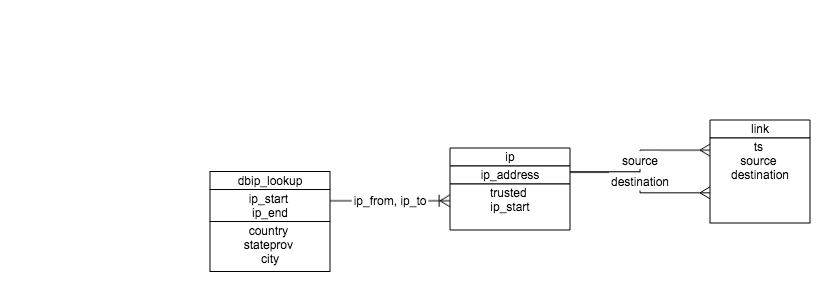 dbip_lookup
ip_start
ip_end
country
stateprov
city
ip_from, ip_to
ip
ip_address
trusted
ip_start
source
destination
link
ts
source
destination